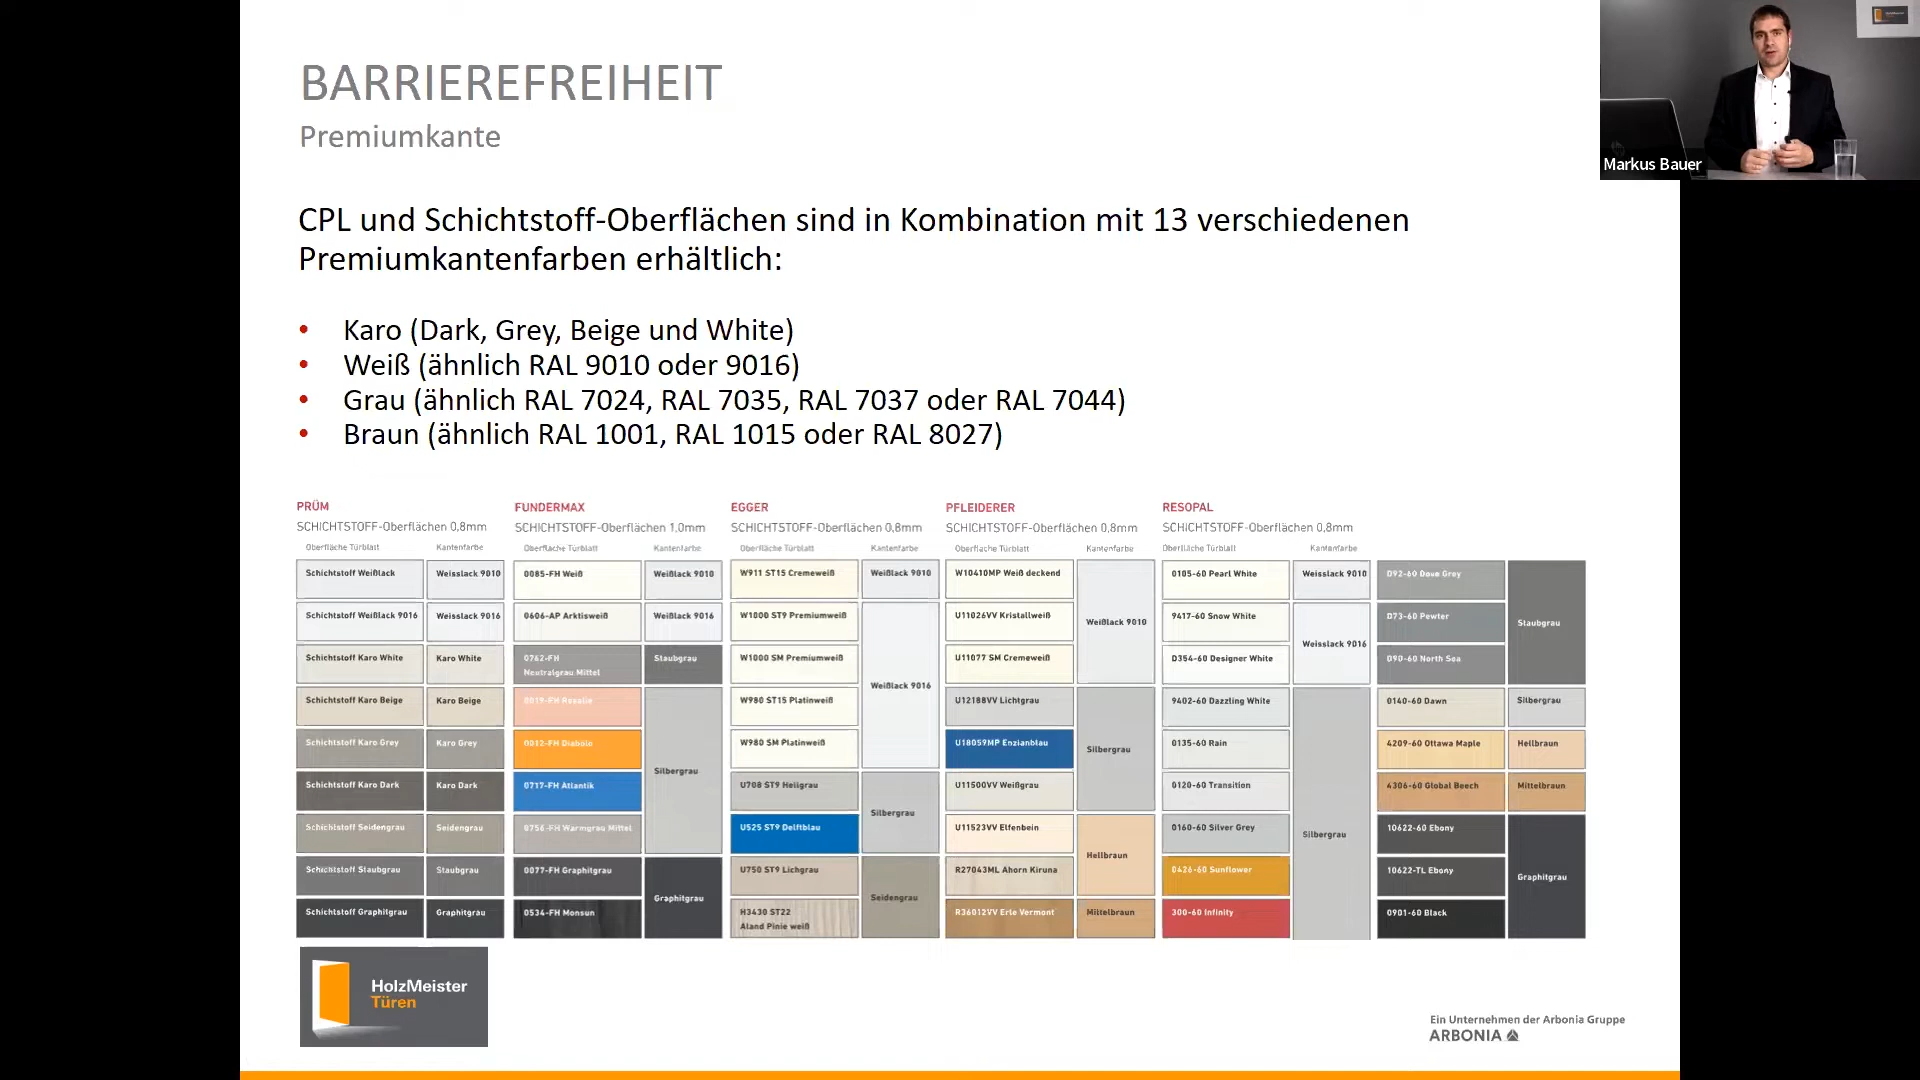 BARRIEREFREIHEIT
Premiumkante
Markus Bauer
CPL und Schichtstoff-Oberflächen sind in Kombination mit 13 verschiedenen
Premiumkantenfarben erhältlich:
• Karo (Dark, Grey, Beige und White)
• Weiß (ähnlich RAL 9010 oder 9016)
• Grau (ähnlich RAL 7024, RAL 7035, RAL 7037 oder RAL 7044)
• Braun (ähnlich RAL 1001, RAL 1015 oder RAL 8027)
PRÜM
SCHICHTSTOFF-Oberflächen 0,8mm
Oberfläche Türblatt Kantenfarbe
Schichtstoff Weißlack Weisslack 9010
Schichtstoff Weißlack 9016 Weisslack 9016
Schichtstoff Karo White Karo White
Schichtstoff Karo Beige Karo Beige
Schichtstoff Karo Grey Karo Grey
Schichtstoff Karo Dark Karo Dark
Schichtstoff Seidengrau Seidengrau
Schichtstoff Staubgrau Staubgrau
Schichtstoff Graphitgrau Graphitgrau
FUNDERMAX
SCHICHTSTOFF-Oberflächen 1,0mm
Oberfläche Türblatt Kantenfarbe
0085-FH Weiß Weißlack 9010
0606-AP Arktisweiß Weißlack 9016
0762-FH
Neutralgrau Mittel
Staubgrau
0019-FH Rosalie
0012-FH Diabolo
0717-FH Atlantik
0756-FH Warmgrau Mittel
Silbergrau
0077-FH Graphitgrau
0534-FH Monsun
Graphitgrau
EGGER
SCHICHTSTOFF-Oberflächen 0,8mm
Oberfläche Türblatt Kantenfarbe
W911 ST15 Cremeweiß Weißlack 9010
W1000 ST9 Premiumweiß
W1000 SM Premiumweiß
W980 ST15 Platinweiß
W980 SM Platinweiß
Weißlack 9016
U708 ST9 Hellgrau
U525 ST9 Delftblau
Silbergrau
U750 ST9 Lichgrau
H3430 ST22
Aland Pinie weiß
Seidengrau
PFLEIDERER
SCHICHTSTOFF-Oberflächen 0,8mm
Oberfläche Türblatt Kantenfarbe
W10410MP Weiß deckend
U11026VV Kristallweiß
U11077 SM Cremeweiß
Weißlack 9010
U12188VV Lichtgrau
U18059MP Enzianblau
U11500VV Weißgrau
Silbergrau
U11523VV Elfenbein
R27043ML Ahorn Kiruna
Hellbraun
R36012VV Erle Vermont Mittelbraun
RESOPAL
SCHICHTSTOFF-Oberflächen 0,8mm
Oberfläche Türblatt Kantenfarbe
0105-60 Pearl White Weisslack 9010
9417-60 Snow White
D354-60 Designer White
Weisslack 9016
9402-60 Dazzling White
0135-60 Rain
0120-60 Transition
0160-60 Silver Grey
0426-60 Sunflower
300-60 Infinity
Silbergrau
D92-60 Dove Grey
D73-60 Pewter
D90-60 North Sea
Staubgrau
0140-60 Dawn Silbergrau
4209-60 Ottawa Maple Hellbraun
4306-60 Global Beech Mittelbraun
10622-60 Ebony
10622-TL Ebony
0901-60 Black
Graphitgrau
HolzMeister
Türen
Ein Unternehmen der Arbonia Gruppe
ARBONIA